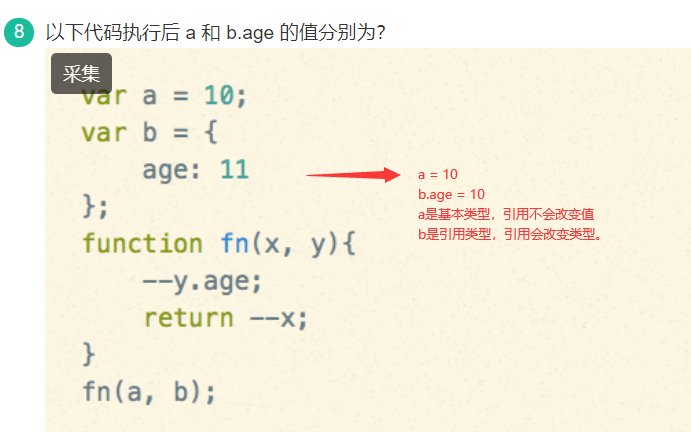 8 以下代码执行后 a 和 b.age 的值分别为?
采集
var a = 10;
var b = {
age: 11
a = 10
b.age = 10
a是基本类型，引用不会改变值
b是引用类型，引用会改变类型。
};
function fn(x, y){
--y.age;
return --x;
}
fn(a, b);